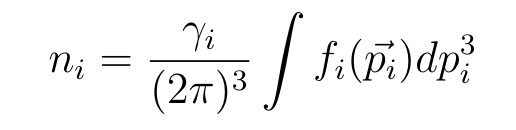 $n_i = \frac{\gamma_i}{(2\pi)^3} \int f_i(\vec{p_i}) dp_i^3$